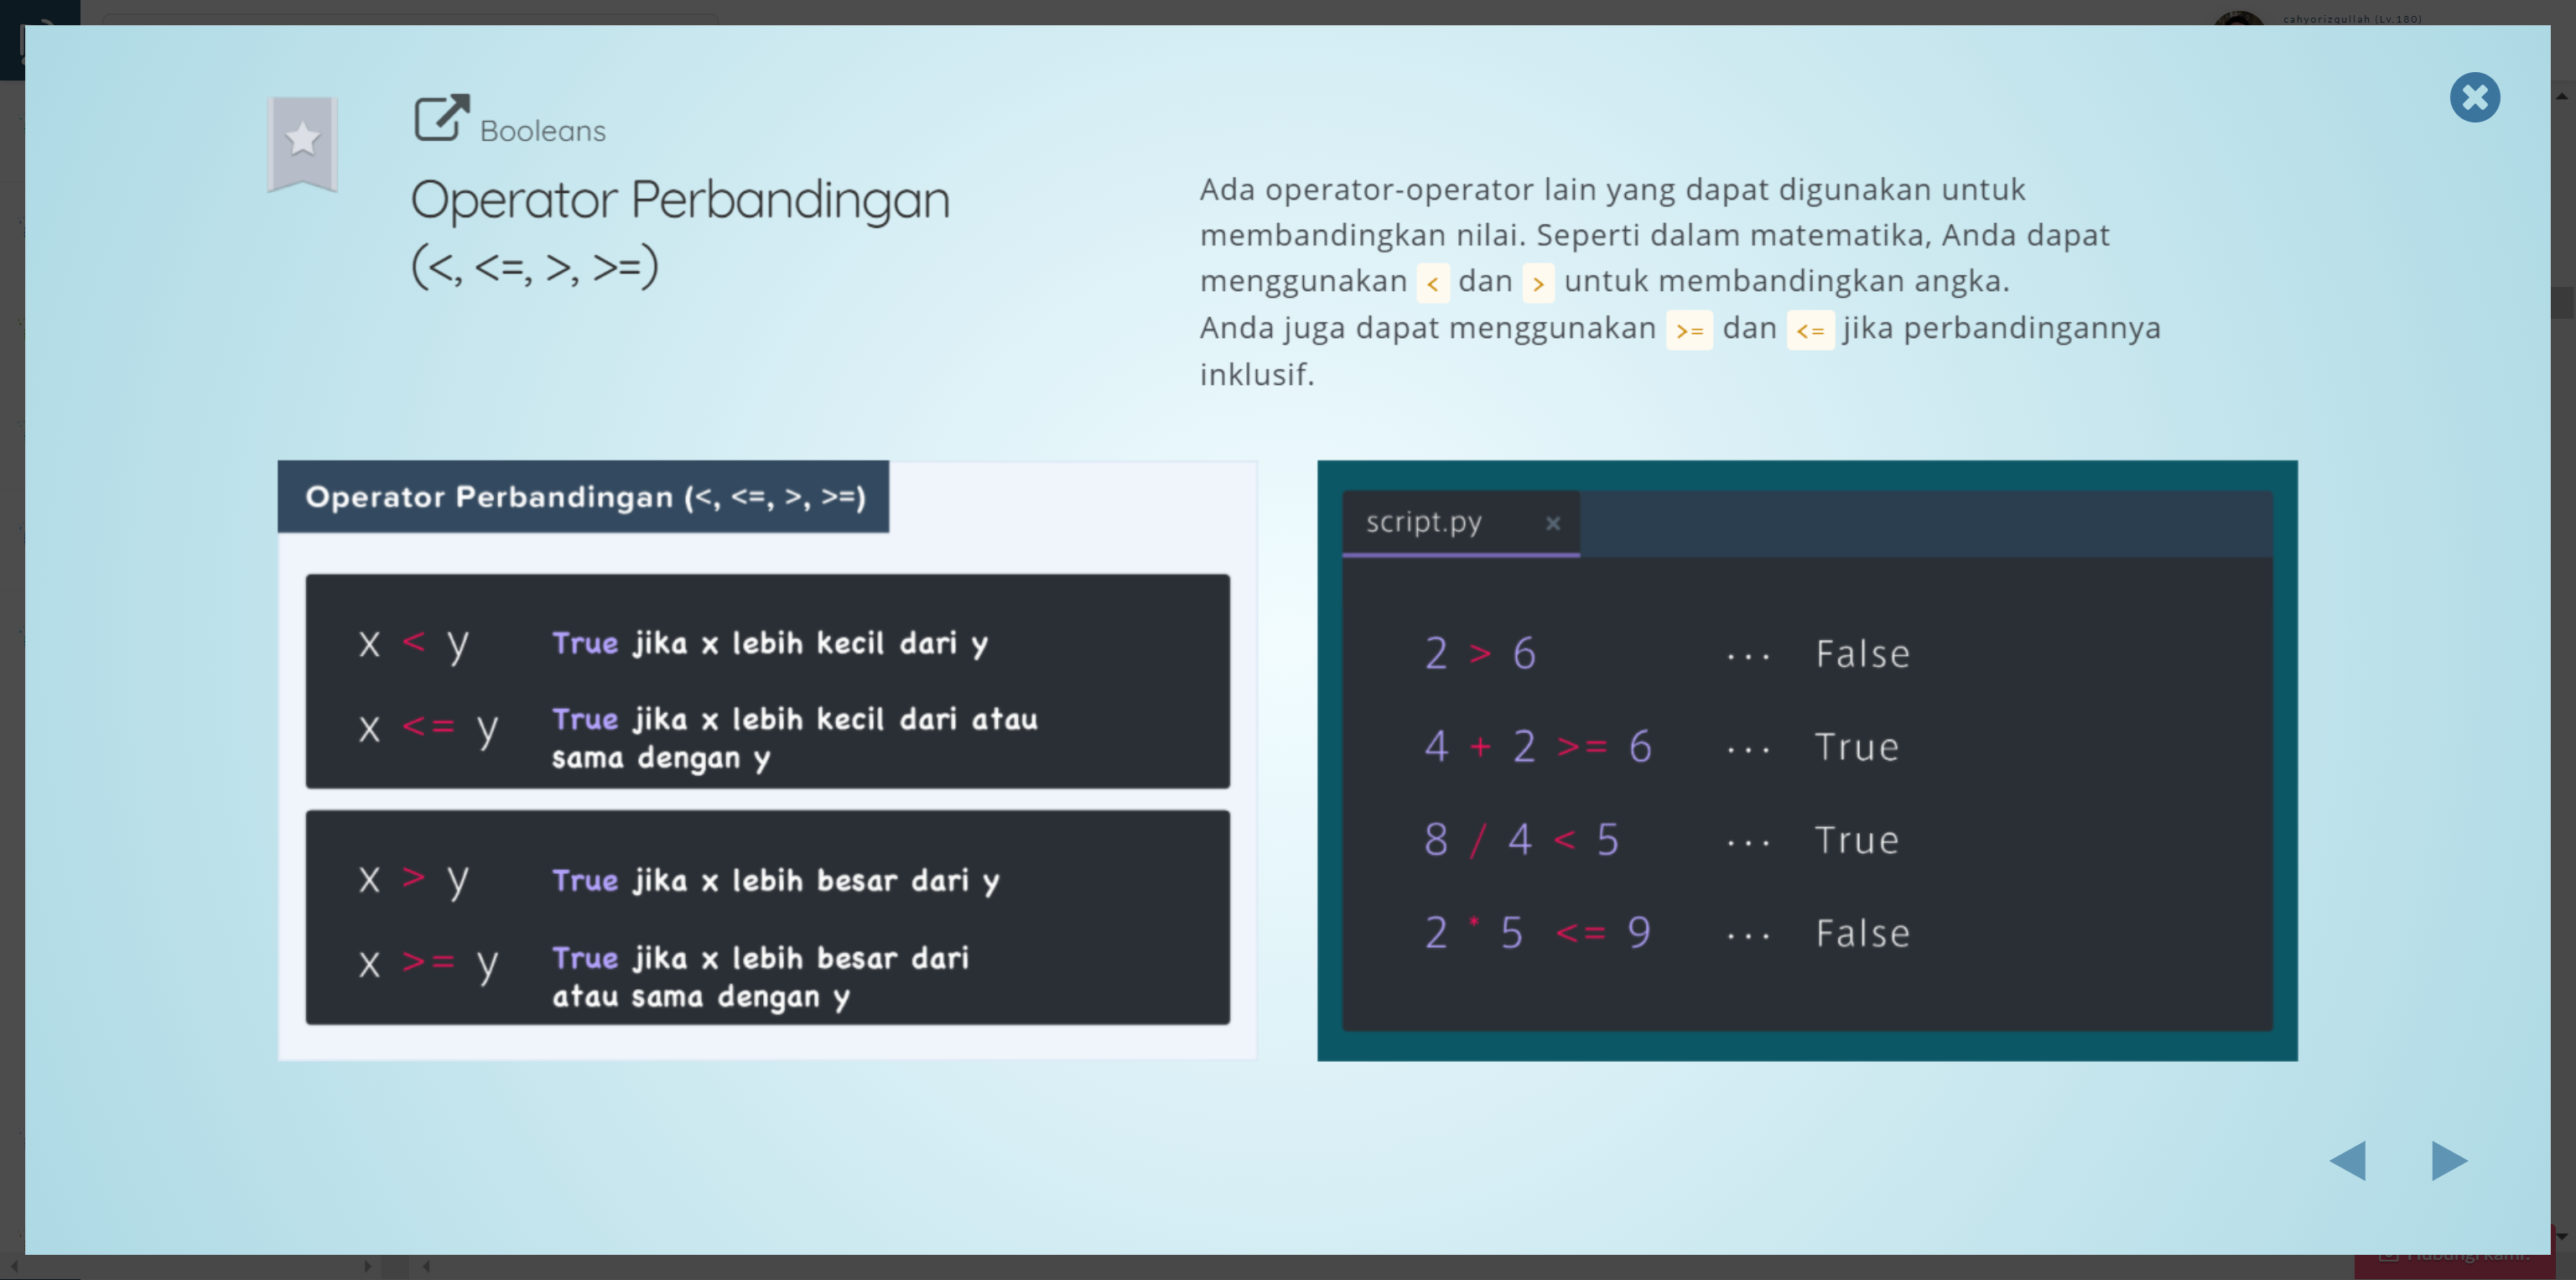 cahyorizqullah (Lv.180)
Booleans
Operator Perbandingan
(<, <=, >, >=)
Ada operator-operator lain yang dapat digunakan untuk
membandingkan nilai. Seperti dalam matematika, Anda dapat
menggunakan < dan > untuk membandingkan angka.
Anda juga dapat menggunakan >= dan <= jika perbandingannya
inklusif.
Operator Perbandingan (<, <=, >, >=)
x < y True jika x lebih kecil dari y
x <= y True jika x lebih kecil dari atau
sama dengan y
x > y True jika x lebih besar dari y
x >= y True jika x lebih besar dari
atau sama dengan y
script.py ×
2 > 6 ... False
4 + 2 >= 6 ... True
8 / 4 < 5 ... True
2 * 5 <= 9 ... False